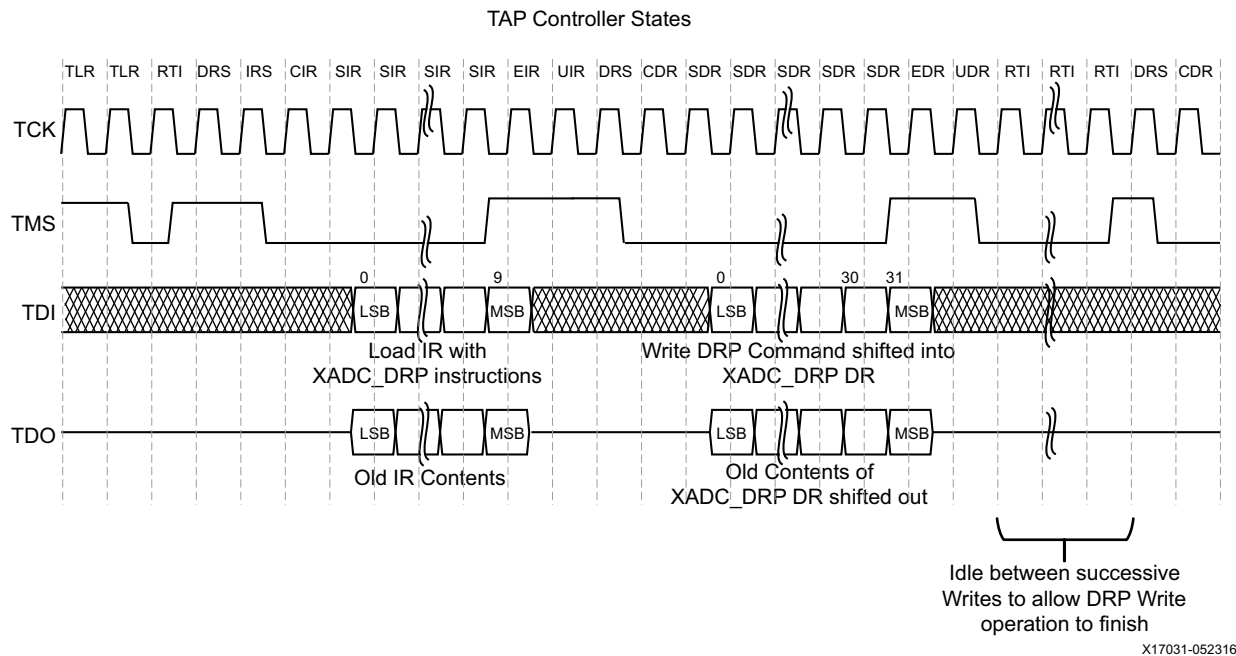 TAP Controller States
TLR TLR RTI DRS IRS CIR SIR SIR SIR SIR EIR UIR DRS CDR SDR SDR SDR SDR SDR EDR UDR RTI RTI RTI DRS CDR
TCK
TMS
0 9 0 30 31
TDI LSB MSB LSB MSB
Load IR with
XADC_DRP instructions
Write DRP Command shifted into
XADC_DRP DR
TDO LSB MSB LSB MSB
Old IR Contents
Old Contents of
XADC_DRP DR shifted out
Idle between successive
Writes to allow DRP Write
operation to finish
X17031-052316